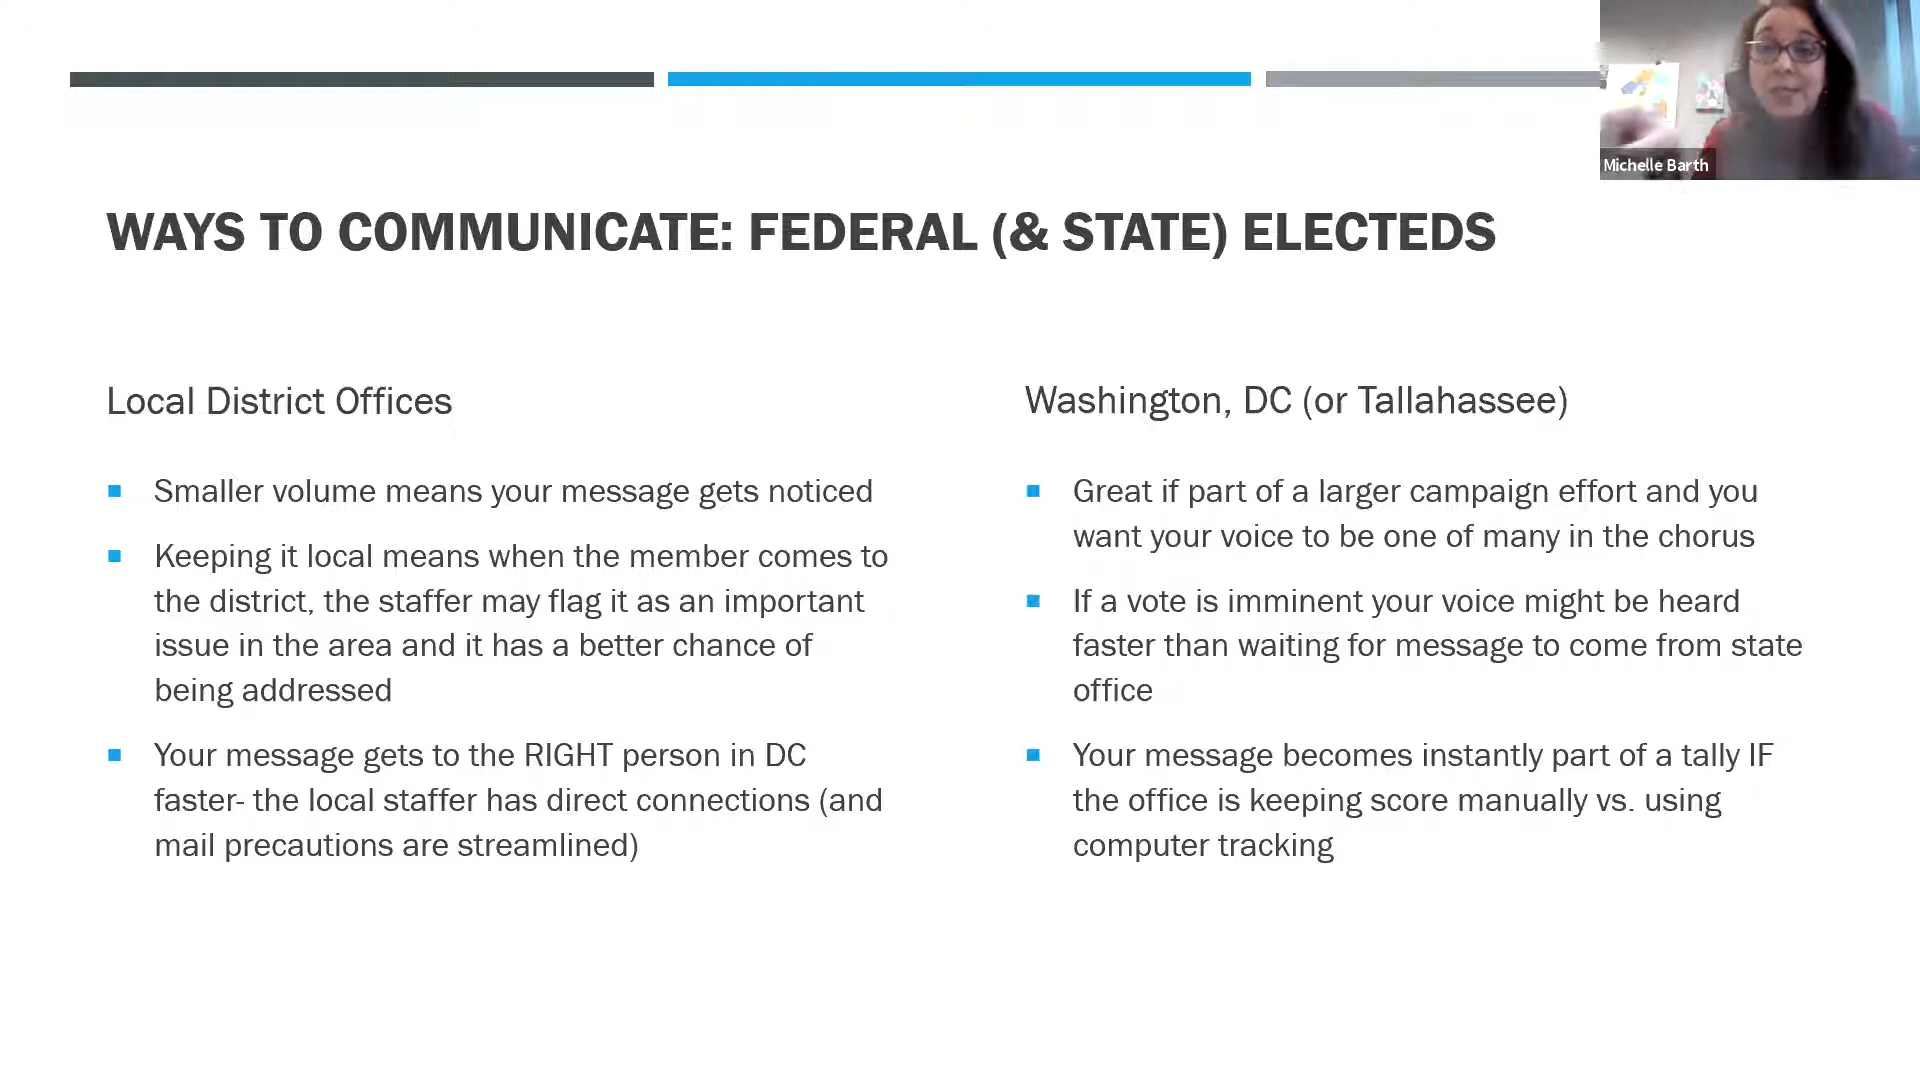 Michelle Barth
WAYS TO COMMUNICATE: FEDERAL (& STATE) ELECTEDS
Local District Offices
Smaller volume means your message gets noticed
Keeping it local means when the member comes to
the district, the staffer may flag it as an important
issue in the area and it has a better chance of
being addressed
Your message gets to the RIGHT person in DC
faster- the local staffer has direct connections (and
mail precautions are streamlined)
Washington, DC (or Tallahassee)
Great if part of a larger campaign effort and you
want your voice to be one of many in the chorus
If a vote is imminent your voice might be heard
faster than waiting for message to come from state
office
Your message becomes instantly part of a tally IF
the office is keeping score manually vs. using
computer tracking